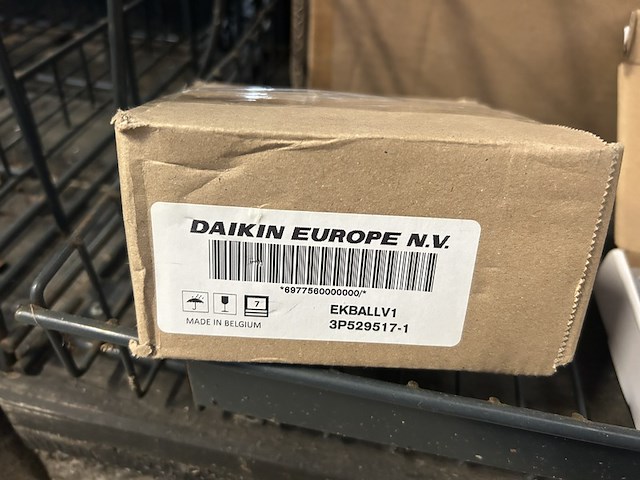 DAIKIN EUROPE N.V.
*6977560000000/*
7
EKBALLV1
MADE IN BELGIUM
3P529517-1